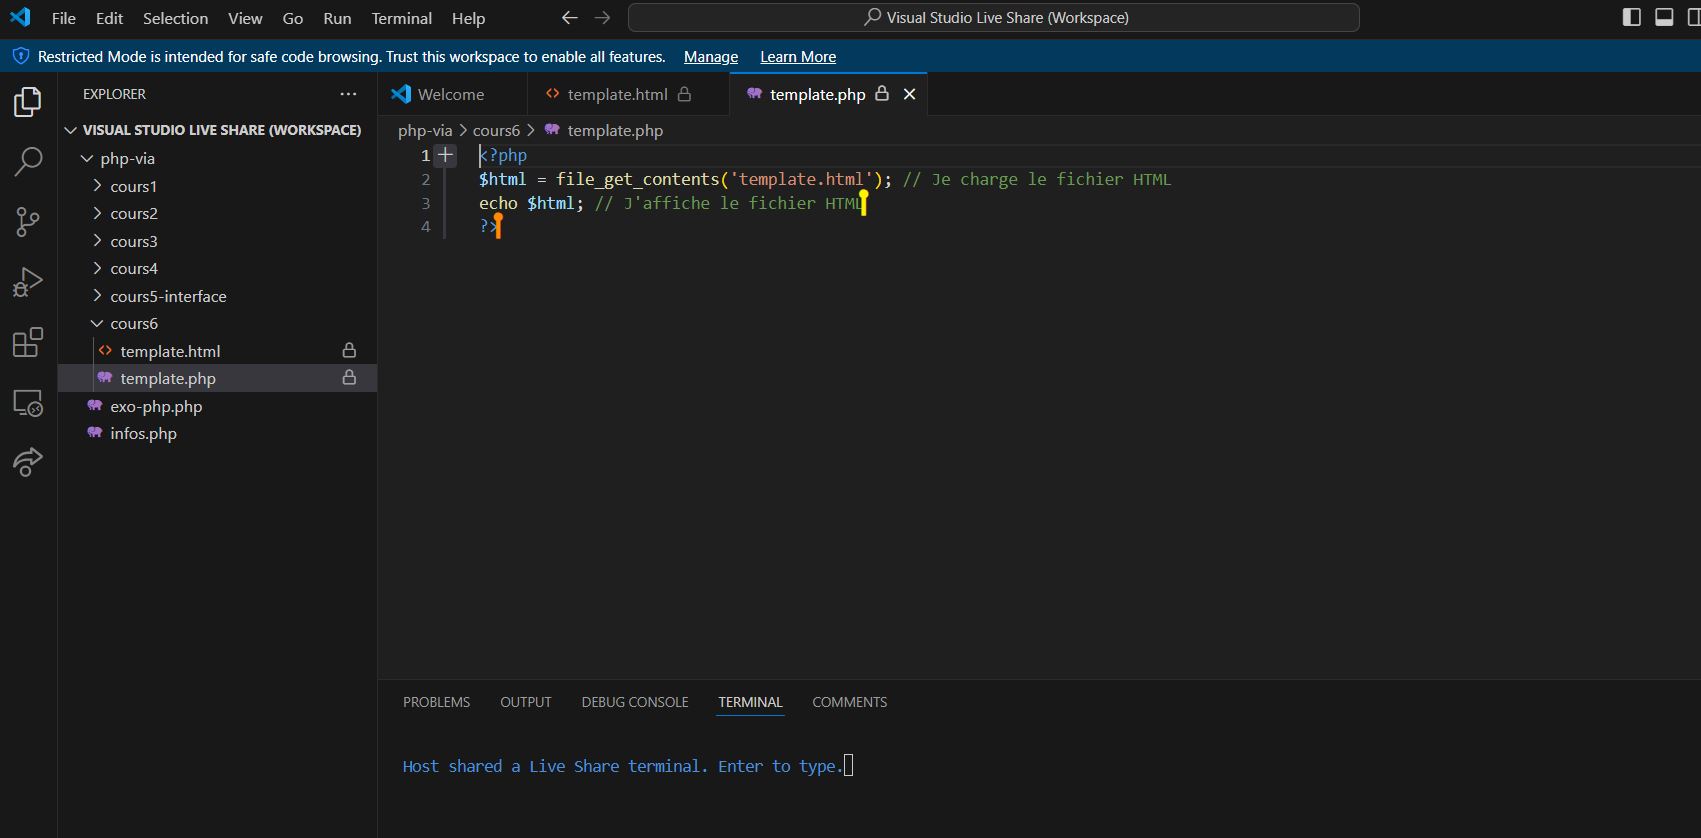 File Edit Selection View Go Run Terminal Help
Visual Studio Live Share (Workspace)
Restricted Mode is intended for safe code browsing. Trust this workspace to enable all features. Manage Learn More
EXPLORER
VISUAL STUDIO LIVE SHARE (WORKSPACE)
php-via
cours1
cours2
cours3
cours4
cours5-interface
cours6
template.html
template.php
exo-php.php
infos.php
Welcome template.html template.php
php-via cours6 template.php
1 <?php
2 $html = file_get_contents('template.html'); // Je charge le fichier HTML
3 echo $html; // J'affiche le fichier HTML
4 ?>
PROBLEMS OUTPUT DEBUG CONSOLE TERMINAL COMMENTS
Host shared a Live Share terminal. Enter to type.